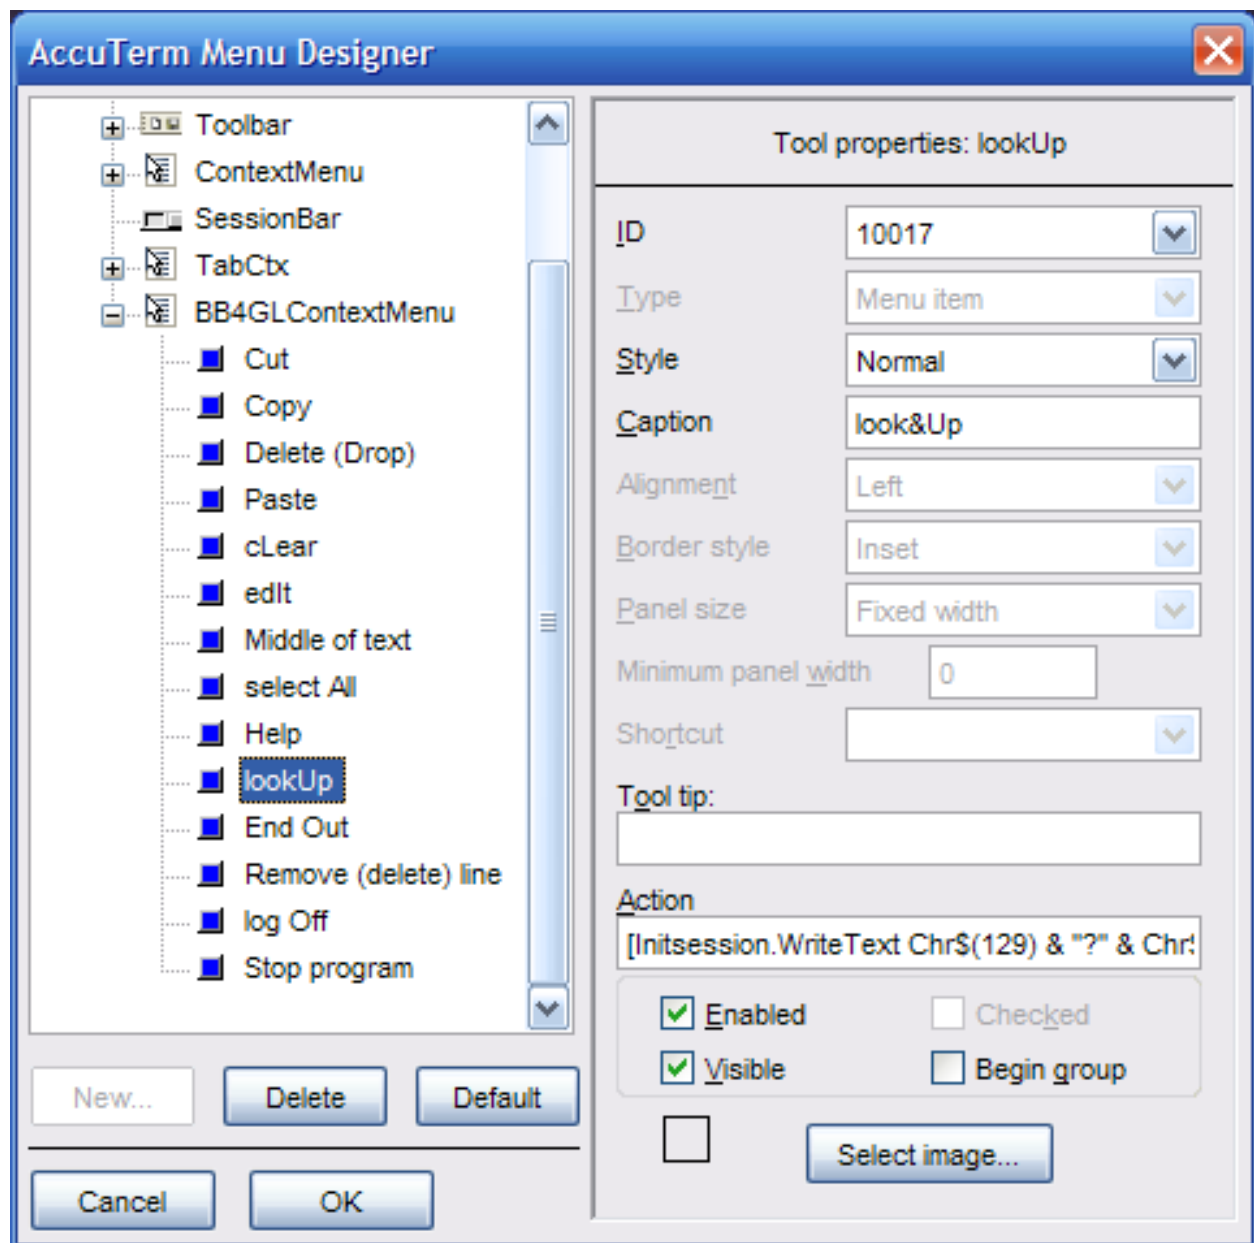 AccuTerm Menu Designer
Toolbar
ContextMenu
SessionBar
TabCtx
BB4GLContextMenu
Cut
Copy
Delete (Drop)
Paste
cLear
edIt
Middle of text
select All
Help
lookUp
End Out
Remove (delete) line
log Off
Stop program
New...
Delete
Default
Cancel
OK
Tool properties: lookUp
ID
10017
Type
Menu item
Style
Normal
Caption
look&Up
Alignment
Left
Border style
Inset
Panel size
Fixed width
Minimum panel width
0
Shortcut
Tool tip:
Action
[Initsession.WriteText Chr$(129) & "?" & Chr$
Enabled
Checked
Visible
Begin group
Select image...